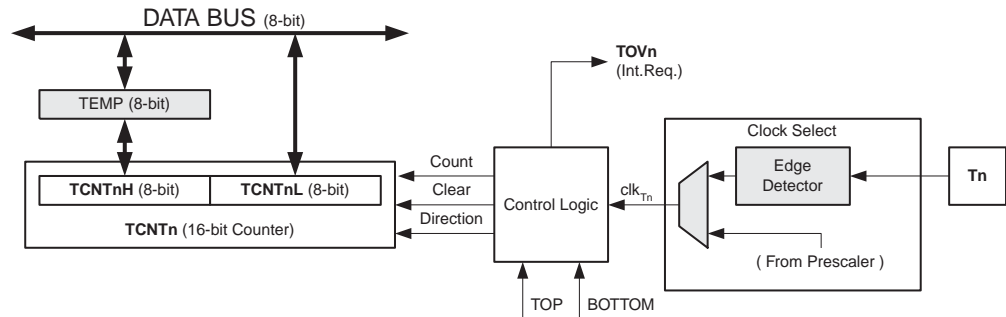 DATA BUS (8-bit)
TOVn
(Int.Req.)
TEMP (8-bit)
Clock Select
Count
Edge
Detector
Tn
TCNTnH (8-bit) TCNTnL (8-bit)
Clear
Control Logic
clkTn
Direction
TCNTn (16-bit Counter)
( From Prescaler )
TOP
BOTTOM